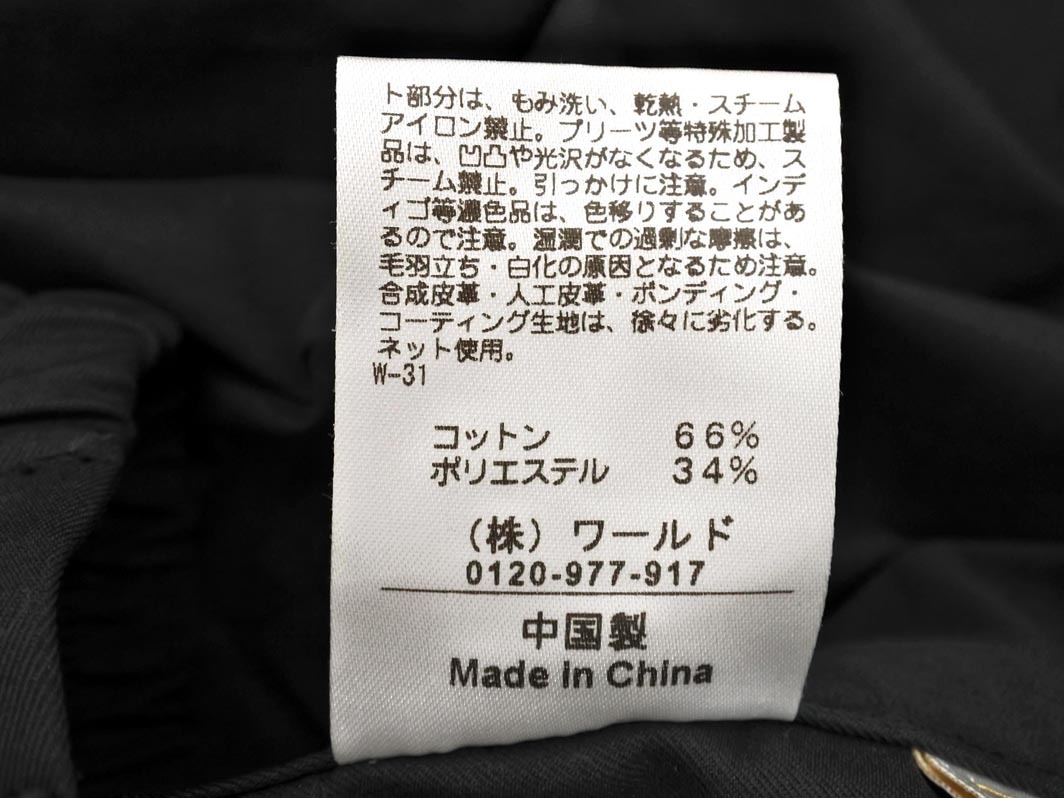 ト部分は、もみ洗い、乾熱・スチーム
アイロン禁止。プリーツ等特殊加工製
品は、凹凸や光沢がなくなるため、ス
チーム禁止。引っかけに注意。インデ
ィゴ等濃色品は、色移りすることがあ
るので注意。湿潤での過剰な摩擦は、
毛羽立ち・白化の原因となるため注意。
合成皮革・人工皮革・ボンディング・
コーティング生地は、徐々に劣化する。
ネット使用。
W-31
コットン 66%
ポリエステル 34%
（株）ワールド
0120-977-917
中国製
Made in China